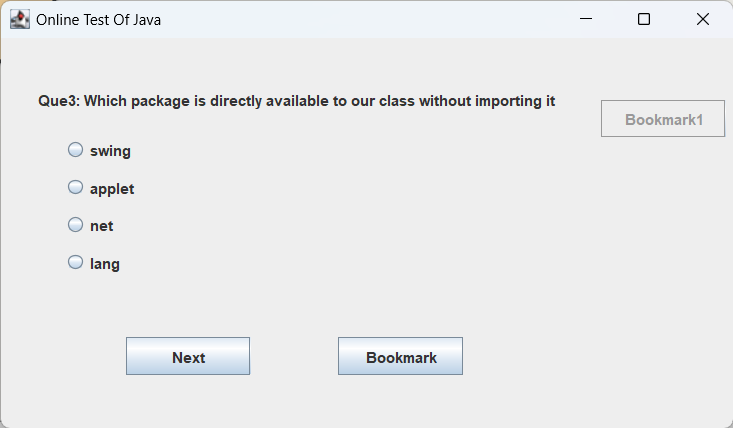 Online Test Of Java
Que3: Which package is directly available to our class without importing it
Bookmark1
swing
applet
net
lang
Next
Bookmark